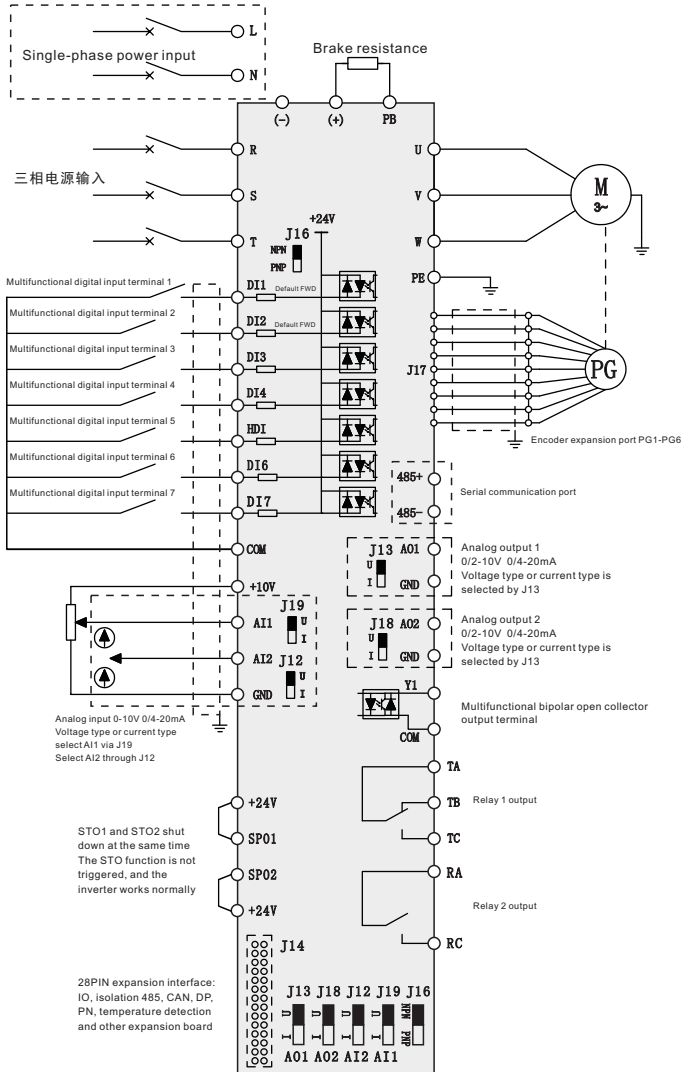 L
Single-phase power input
N
Brake resistance
(-)
(+)
PB
R
U
三相电源输入
S
V
M
3~
+24V
T
J16
W
NPN
PNP
PE
Multifunctional digital input terminal 1
DI1 Default FWD
Multifunctional digital input terminal 2
DI2 Default FWD
Multifunctional digital input terminal 3
DI3
J17
PG
Multifunctional digital input terminal 4
DI4
Multifunctional digital input terminal 5
HDI
Encoder expansion port PG1-PG6
Multifunctional digital input terminal 6
DI6
485+
Serial communication port
Multifunctional digital input terminal 7
DI7
485-
COM
J13 AO1
U
I
GND
Analog output 1
0/2-10V 0/4-20mA
Voltage type or current type is
selected by J13
+10V
J19
AI1
U
I
AI2
J12
U
I
GND
J18 AO2
U
I
GND
Analog output 2
0/2-10V 0/4-20mA
Voltage type or current type is
selected by J13
Analog input 0-10V 0/4-20mA
Voltage type or current type
select AI1 via J19
Select AI2 through J12
Y1
COM
Multifunctional bipolar open collector
output terminal
TA
TB
Relay 1 output
TC
+24V
SPO1
STO1 and STO2 shut
down at the same time
The STO function is not
triggered, and the
inverter works normally
SPO2
+24V
RA
Relay 2 output
RC
J14
28PIN expansion interface:
IO, isolation 485, CAN, DP,
PN, temperature detection
and other expansion board
J13 J18 J12 J19 J16
U U U U NPN
I I I I PNP
AO1 AO2 AI2 AI1